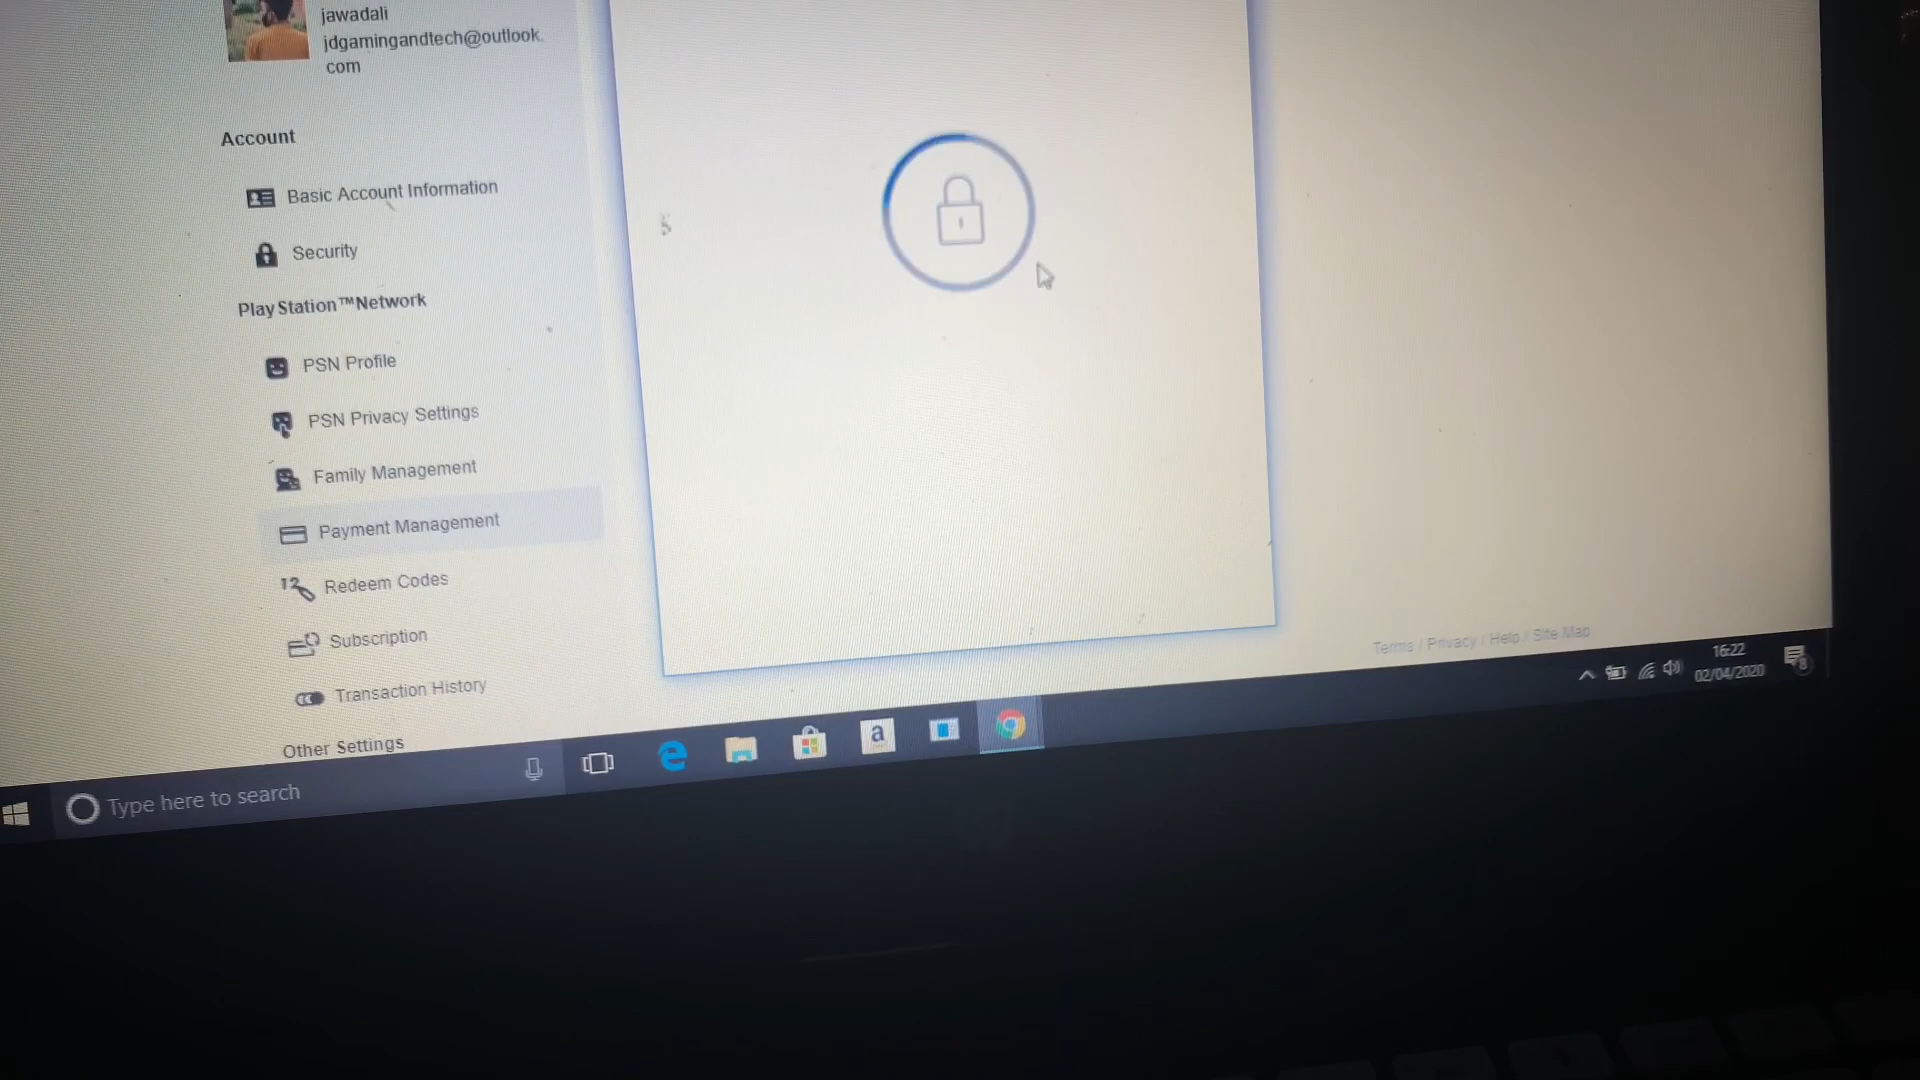 jawadali
jdgamingandtech@outlook.
com
Account
Basic Account Information
Security
PlayStation™Network
PSN Profile
PSN Privacy Settings
Family Management
Payment Management
Redeem Codes
Subscription
Transaction History
Other Settings
Terms / Privacy / Help / Site Map
Type here to search
a
16:22
02/04/2020
8